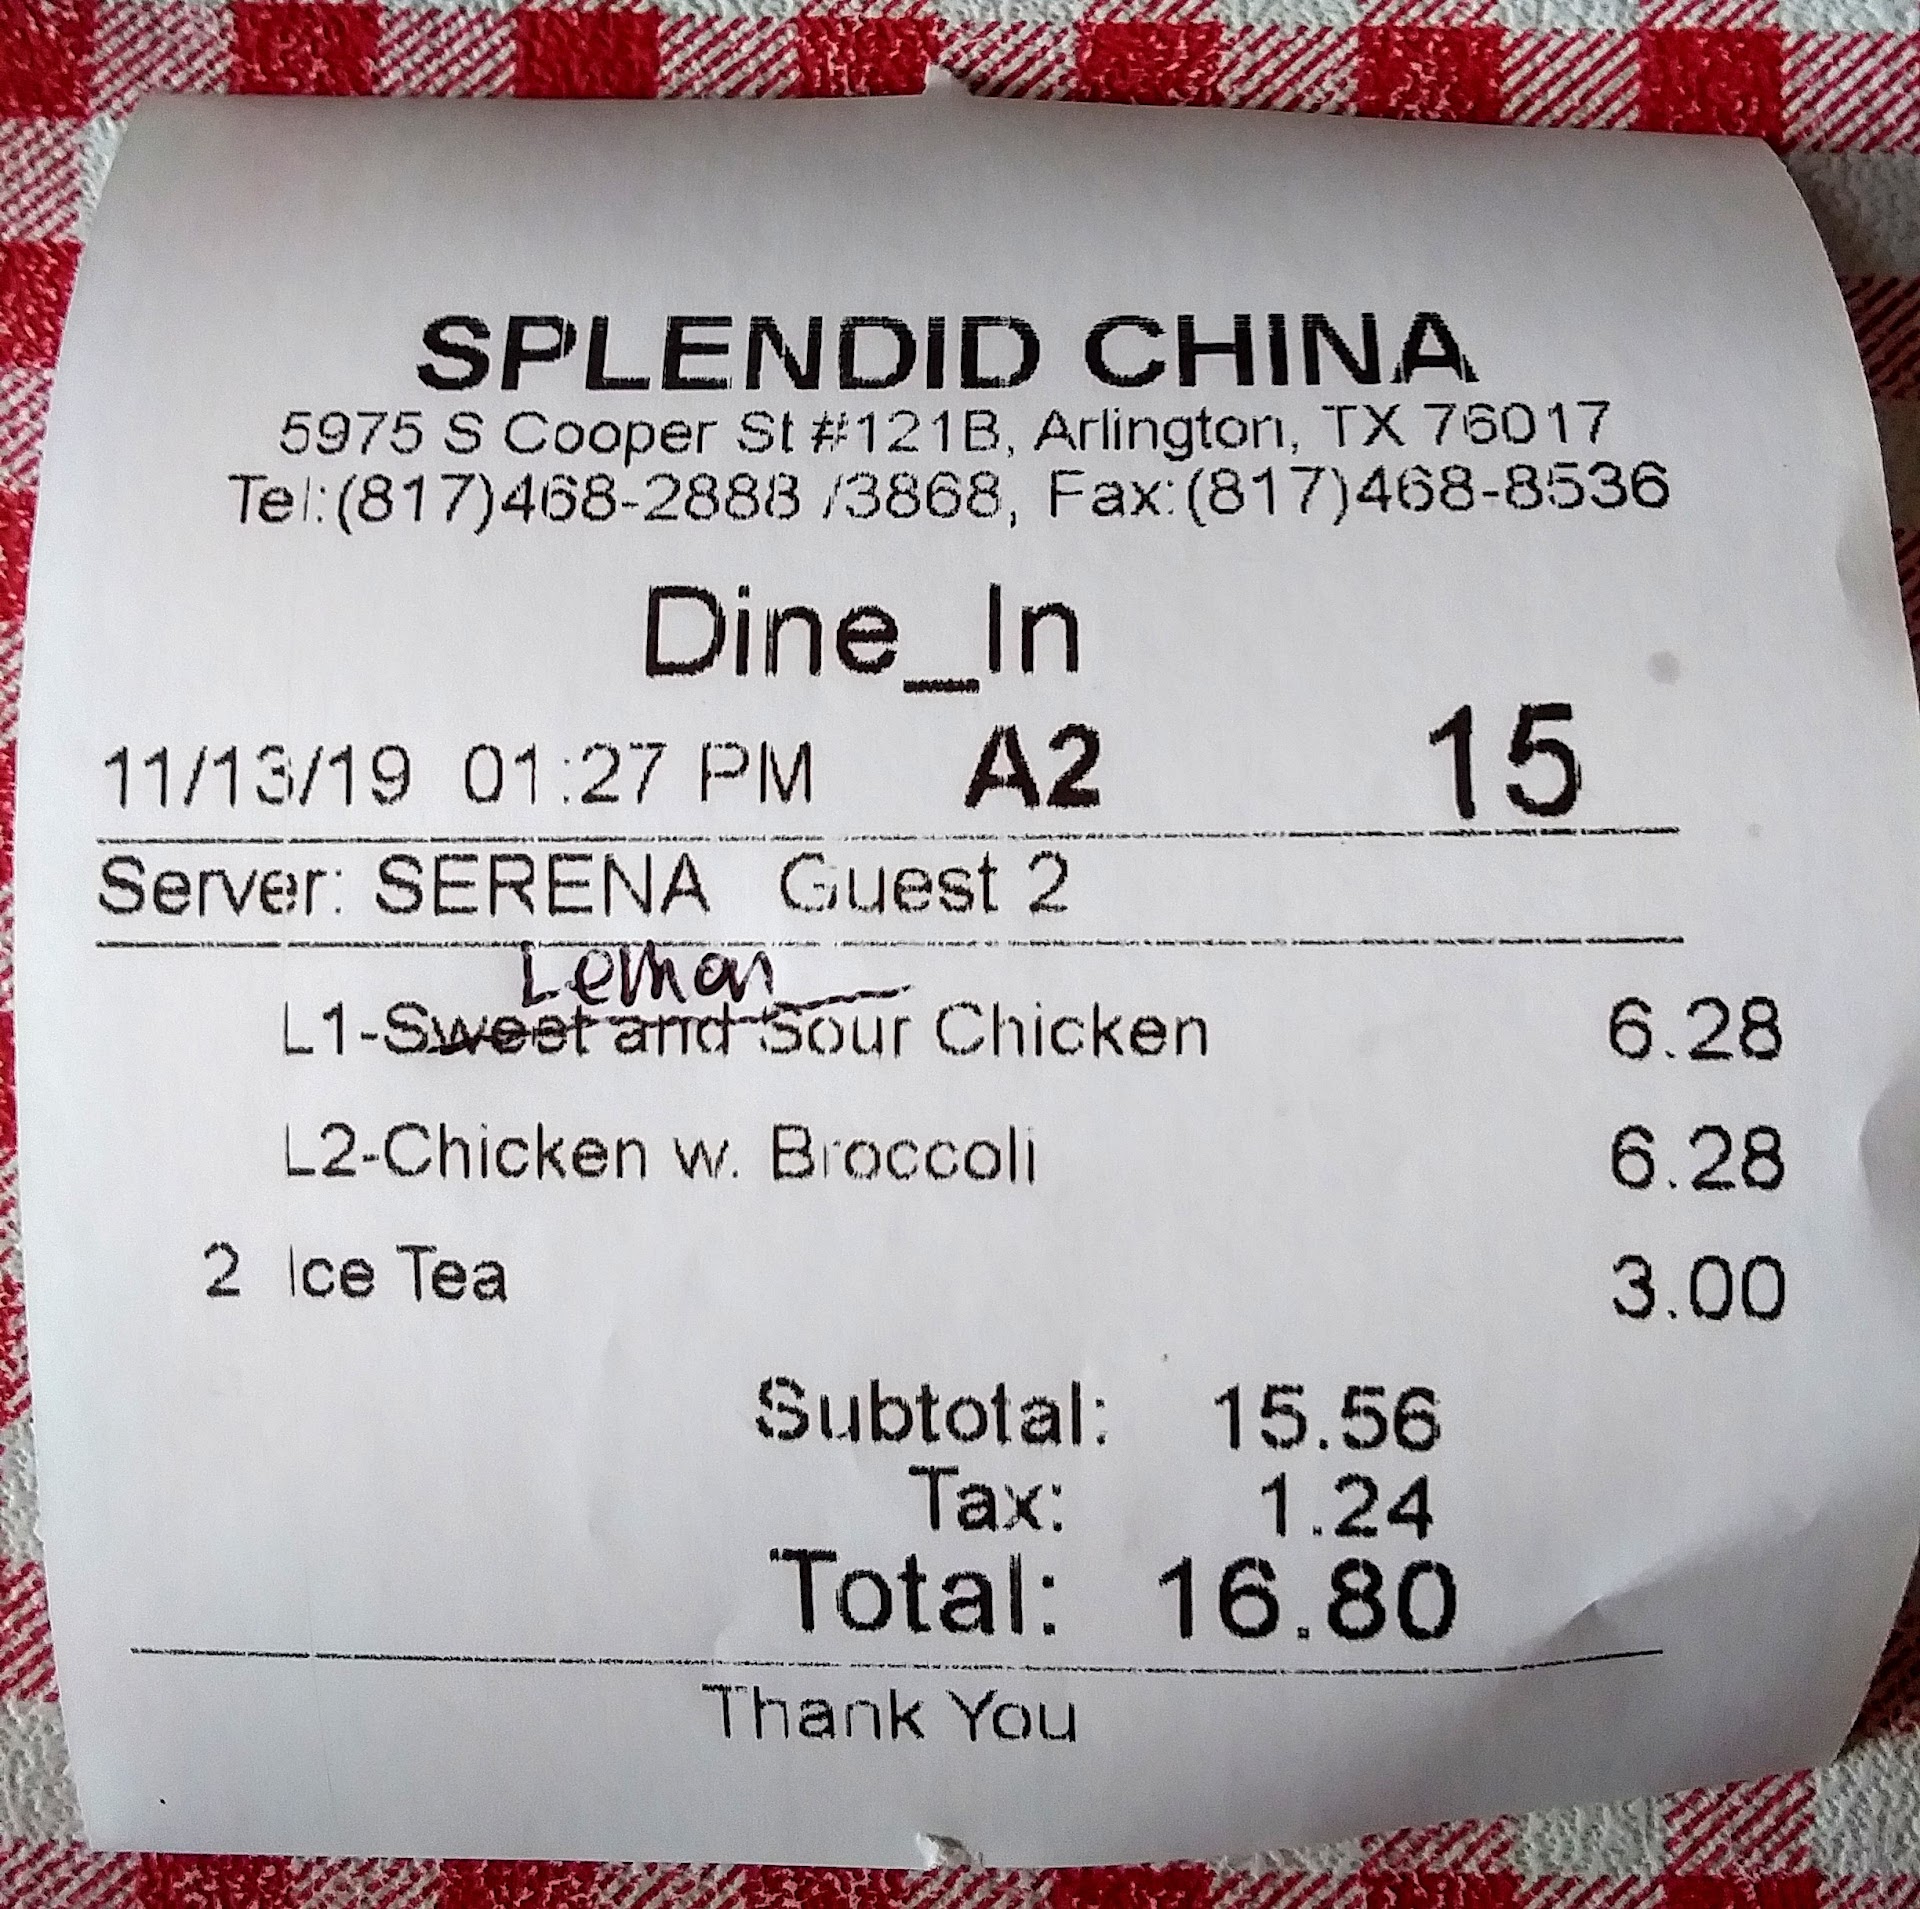 SPLENDID CHINA
5975 S Cooper St #121B, Arlington, TX 76017
Tel:(817)468-2888 /3868, Fax:(817)468-8536
Dine_In
11/13/19 01:27 PM A2 15
Server: SERENA Guest 2
Lemon
L1-Sweet and Sour Chicken 6.28
L2-Chicken w. Broccoli 6.28
2 Ice Tea 3.00
Subtotal: 15.56
Tax: 1.24
Total: 16.80
Thank You